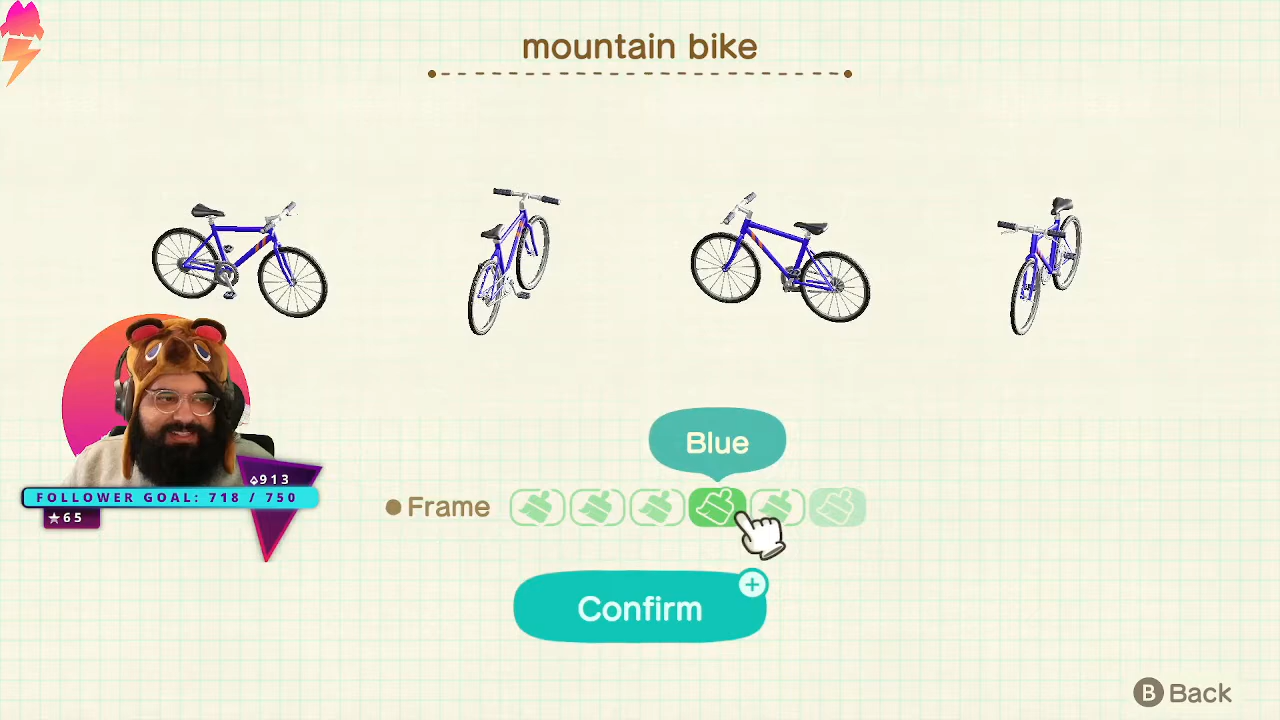 mountain bike
Blue
913
FOLLOWER GOAL: 718 / 750
★65
Frame
+
Confirm
B Back